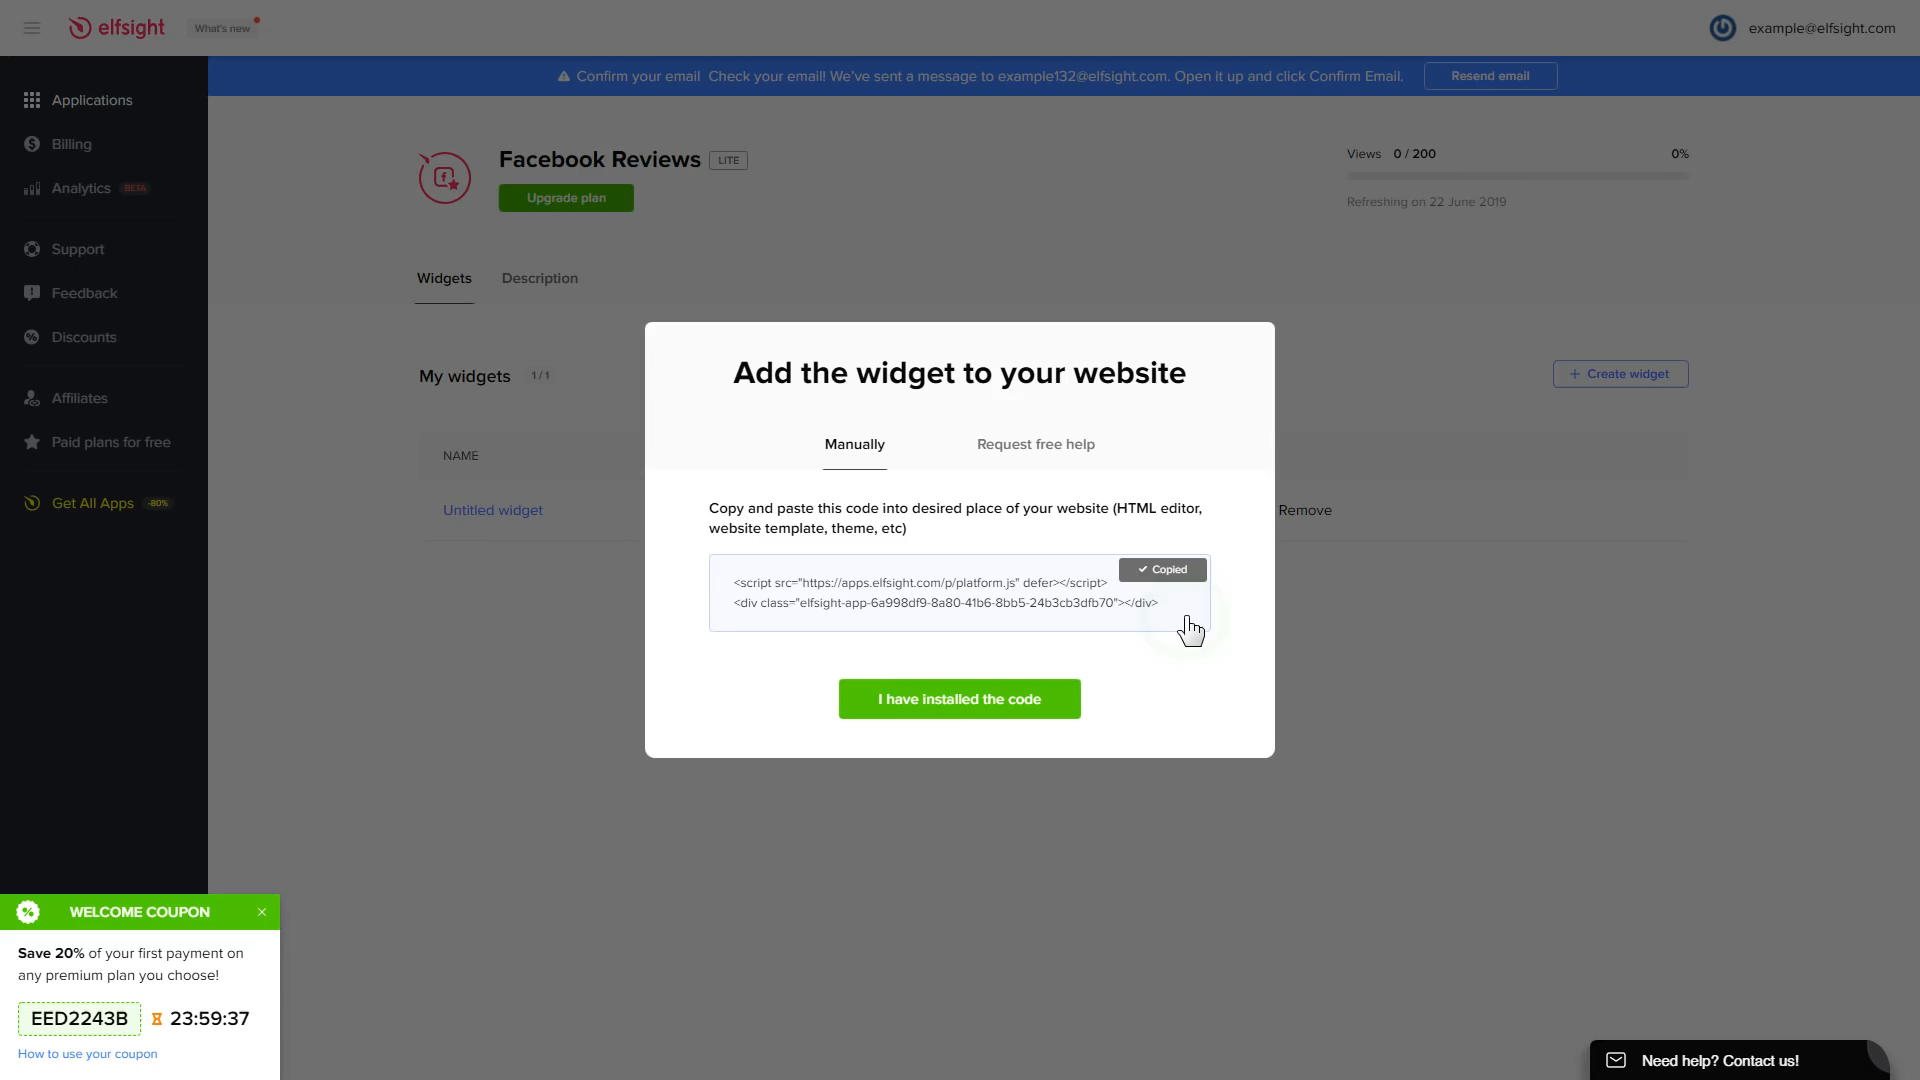 elfsight
What's new
example@elfsight.com
Confirm your email Check your email! We've sent a message to example132@elfsight.com. Open it up and click Confirm Email.
Resend email
Applications
Billing
Analytics BETA
Support
Feedback
Discounts
Affiliates
Paid plans for free
Get All Apps -80%
Facebook Reviews LITE
Upgrade plan
Views 0 / 200 0%
Refreshing on 22 June 2019
Widgets Description
My widgets 1 / 1
+ Create widget
NAME
Untitled widget
Remove
Add the widget to your website
Manually Request free help
Copy and paste this code into desired place of your website (HTML editor,
website template, theme, etc)
Copied
<script src="https://apps.elfsight.com/p/platform.js" defer></script>
<div class="elfsight-app-6a998df9-8a80-41b6-8bb5-24b3cb3dfb70"></div>
I have installed the code
WELCOME COUPON
Save 20% of your first payment on
any premium plan you choose!
EED2243B 23:59:37
How to use your coupon
Need help? Contact us!